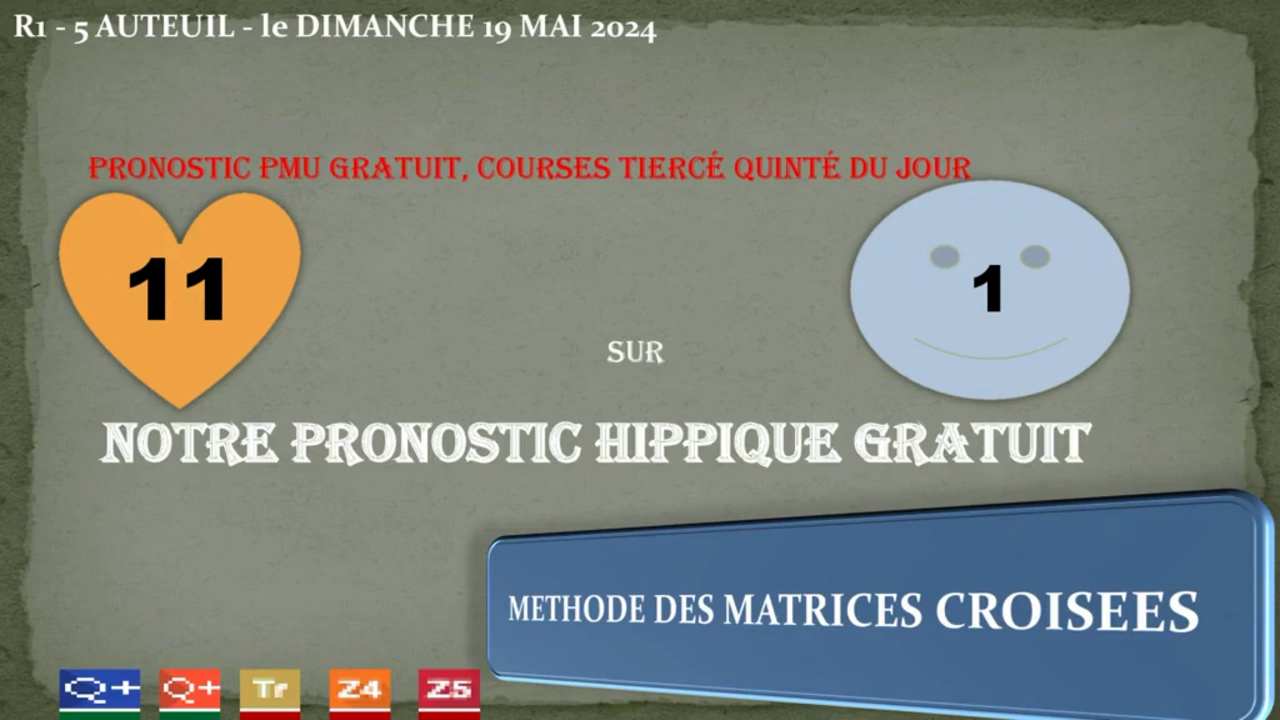 R1 - 5 AUTEUIL - le DIMANCHE 19 MAI 2024
PRONOSTIC PMU GRATUIT, COURSES TIERCÉ QUINTÉ DU JOUR
11
1
SUR
NOTRE PRONOSTIC HIPPIQUE GRATUIT
METHODE DES MATRICES CROISEES
Q+ Q+ Tr Z4 Z5